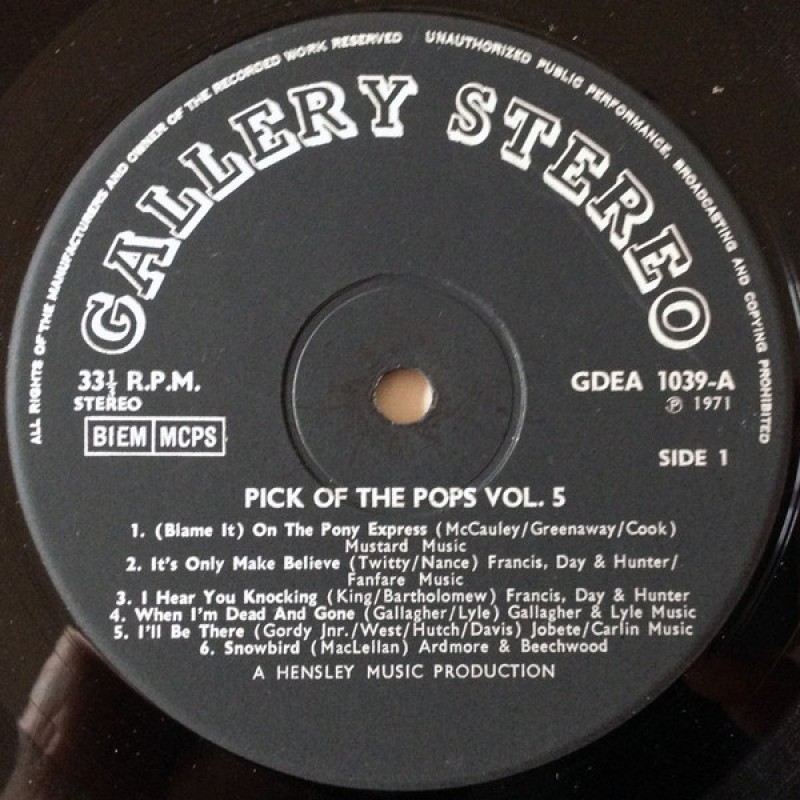 ALL RIGHTS OF THE MANUFACTURERS AND OWNER OF THE RECORDED WORK RESERVED UNAUTHORIZED PUBLIC PERFORMANCE, BROADCASTING AND COPYING PROHIBITED
GALLERY STEREO
33⅓ R.P.M.
STEREO
BIEM MCPS
GDEA 1039-A
℗ 1971
SIDE 1
PICK OF THE POPS VOL. 5
1. (Blame It) On The Pony Express (McCauley/Greenaway/Cook)
Mustard Music
2. It's Only Make Believe (Twitty/Nance) Francis, Day & Hunter/
Fanfare Music
3. I Hear You Knocking (King/Bartholomew) Francis, Day & Hunter
4. When I'm Dead And Gone (Gallagher/Lyle) Gallagher & Lyle Music
5. I'll Be There (Gordy Jnr./West/Hutch/Davis) Jobete/Carlin Music
6. Snowbird (MacLellan) Ardmore & Beechwood
A HENSLEY MUSIC PRODUCTION